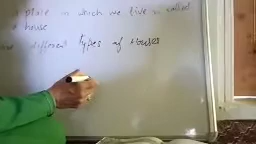 place in which we live is called
a house
different types of Houses